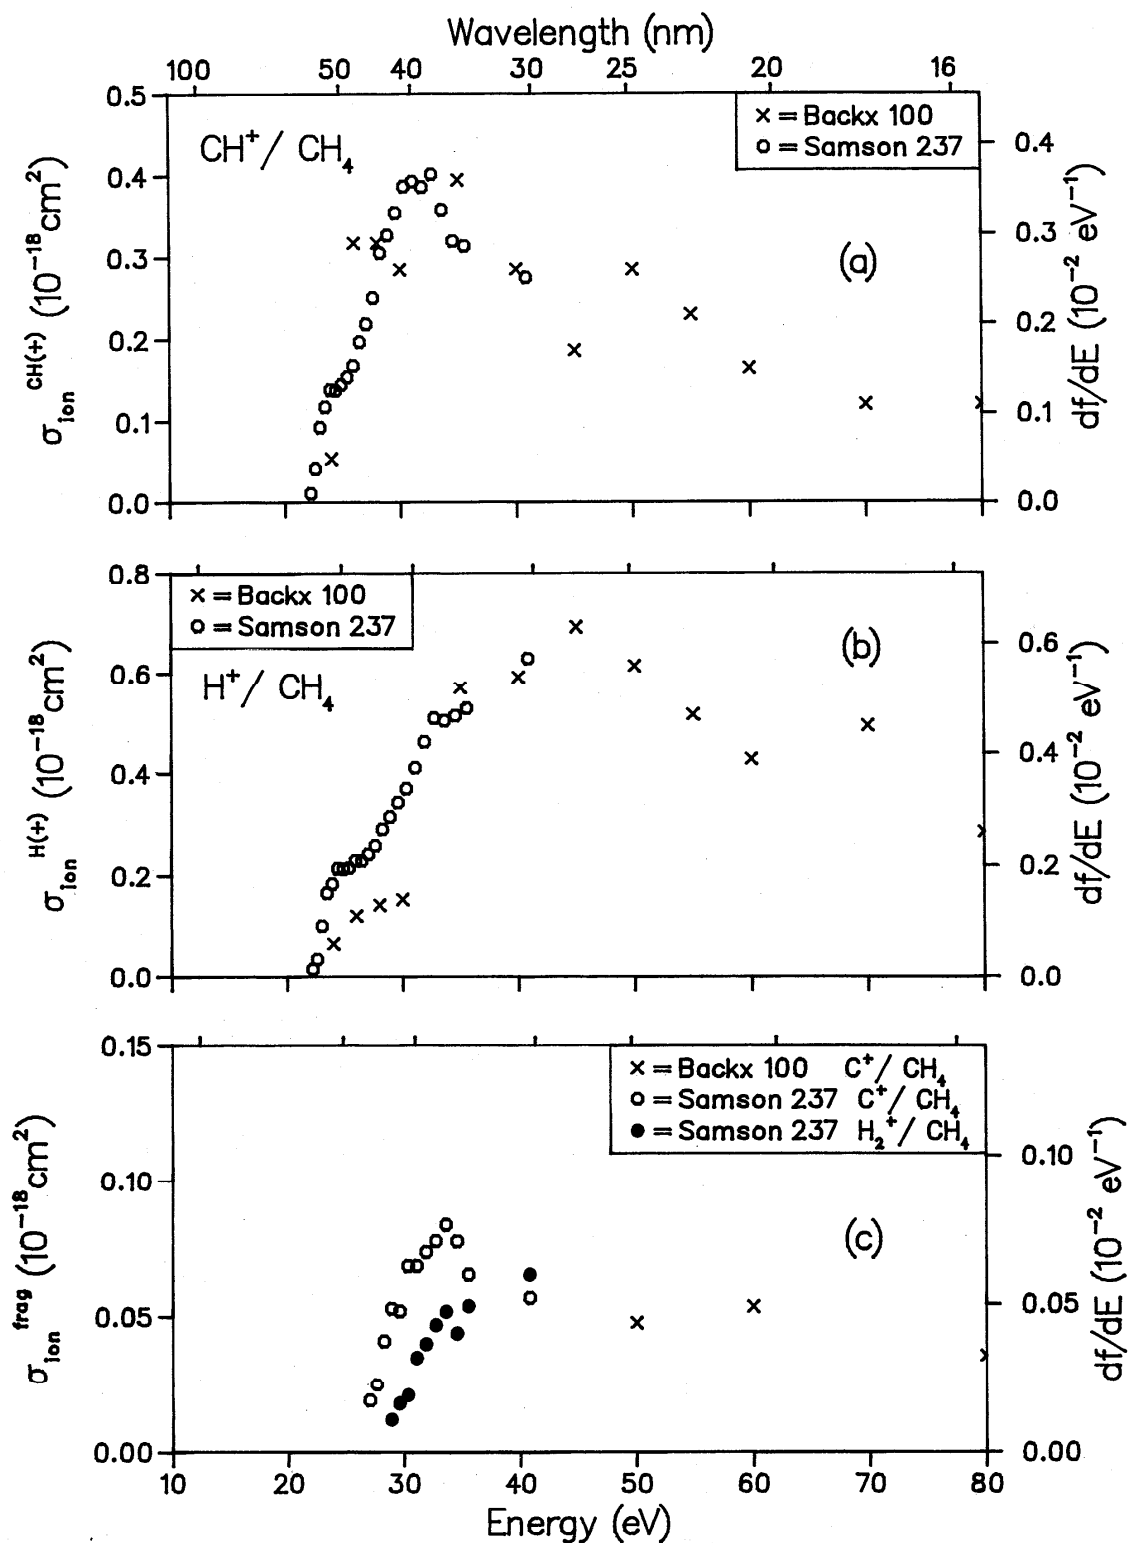 Wavelength (nm)
100 50 40 30 25 20 16
0.5
0.4
0.3
0.2
0.1
0.0
σ_ion^CH(+) (10⁻¹⁸cm²)
CH⁺/ CH₄
× = Backx 100
o = Samson 237
(a)
0.4
0.3
0.2
0.1
0.0
df/dE (10⁻² eV⁻¹)
0.8
0.6
0.4
0.2
0.0
σ_ion^H(+) (10⁻¹⁸cm²)
× = Backx 100
o = Samson 237
H⁺/ CH₄
(b)
0.6
0.4
0.2
0.0
df/dE (10⁻² eV⁻¹)
0.15
0.10
0.05
0.00
σ_ion^frag (10⁻¹⁸cm²)
× = Backx 100 C⁺/ CH₄
o = Samson 237 C⁺/ CH₄
● = Samson 237 H₂⁺/ CH₄
(c)
0.10
0.05
0.00
df/dE (10⁻² eV⁻¹)
10 20 30 40 50 60 70 80
Energy (eV)